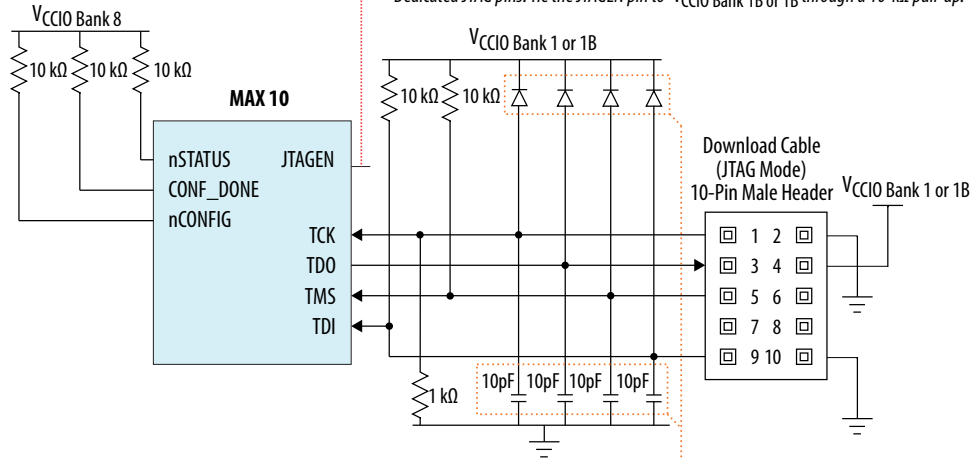 Dedicated JTAG pins: Tie the JTAGEN pin to VCCIO Bank 1B or 1B through a 10-kΩ pull-up.
VCCIO Bank 8
VCCIO Bank 1 or 1B
10 kΩ 10 kΩ 10 kΩ
10 kΩ 10 kΩ
MAX 10
nSTATUS JTAGEN
CONF_DONE
nCONFIG
TCK
TDO
TMS
TDI
Download Cable
(JTAG Mode)
10-Pin Male Header
VCCIO Bank 1 or 1B
1 2
3 4
5 6
7 8
9 10
10pF 10pF 10pF 10pF
1 kΩ